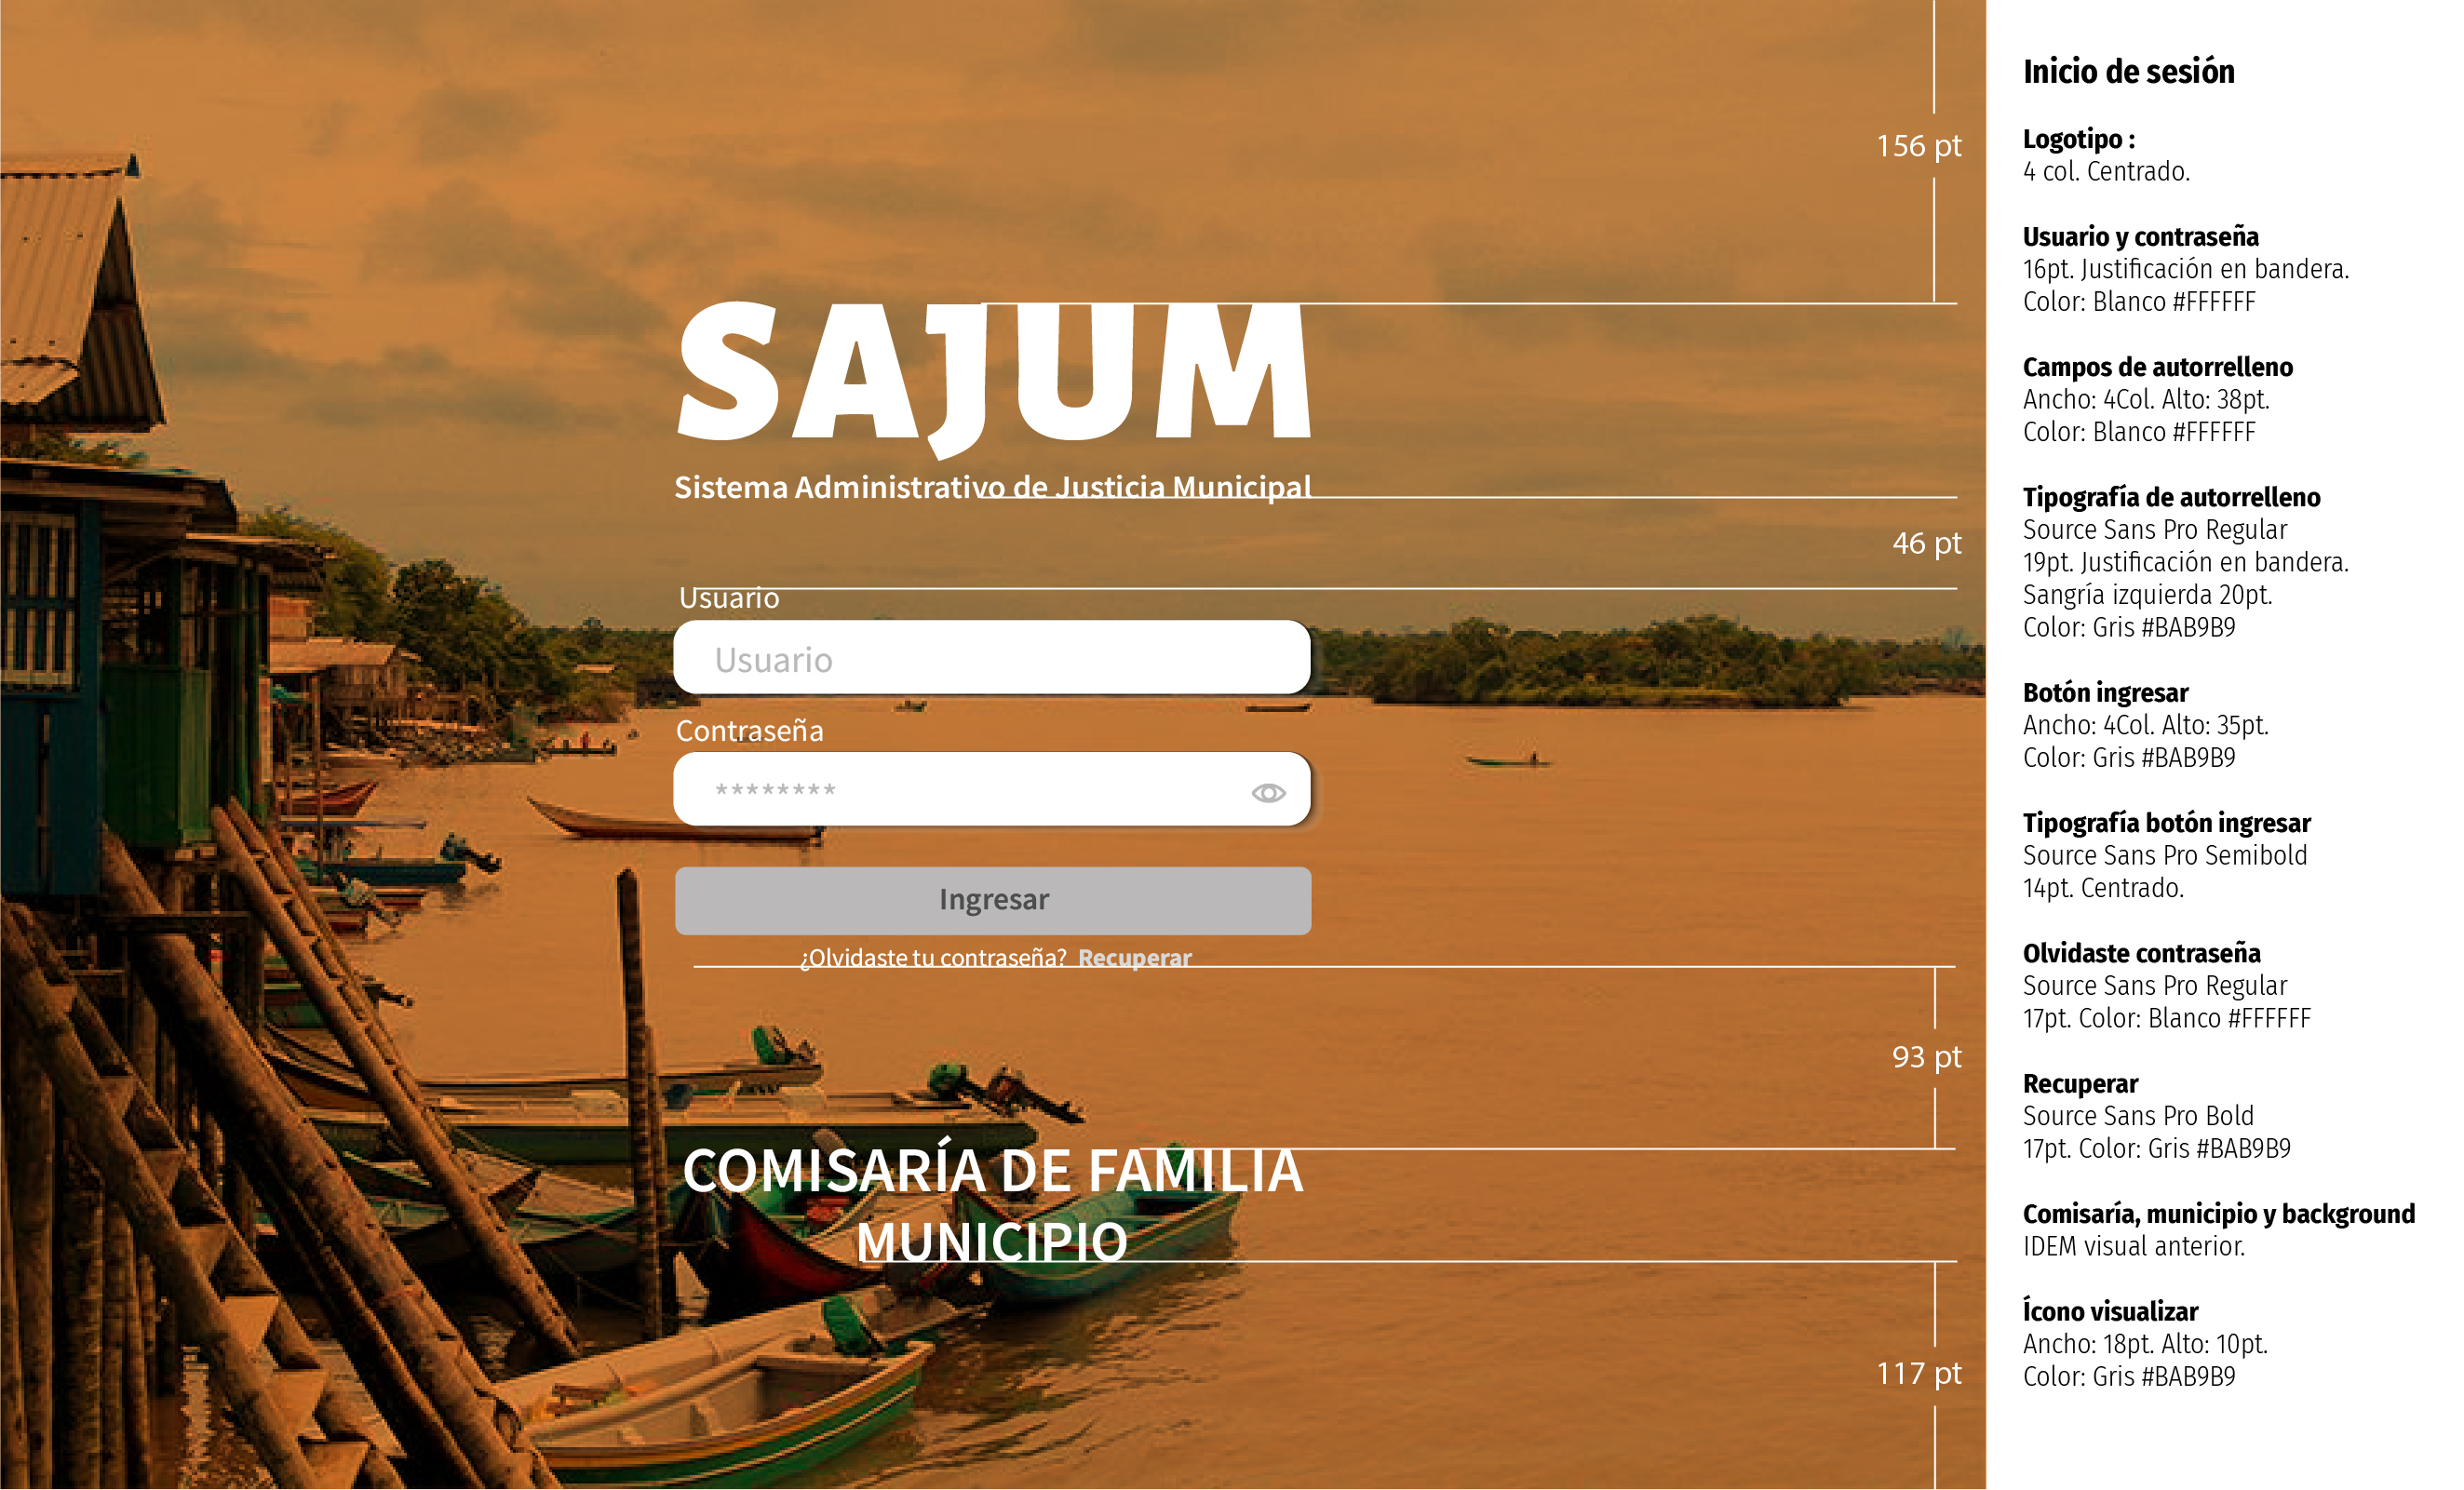 156 pt
SAJUM
Sistema Administrativo de Justicia Municipal
46 pt
Usuario
Usuario
Contraseña
********
Ingresar
¿Olvidaste tu contraseña? Recuperar
93 pt
COMISARÍA DE FAMILIA
MUNICIPIO
117 pt
Inicio de sesión
Logotipo :
4 col. Centrado.
Usuario y contraseña
16pt. Justificación en bandera.
Color: Blanco #FFFFFF
Campos de autorrelleno
Ancho: 4Col. Alto: 38pt.
Color: Blanco #FFFFFF
Tipografía de autorrelleno
Source Sans Pro Regular
19pt. Justificación en bandera.
Sangría izquierda 20pt.
Color: Gris #BAB9B9
Botón ingresar
Ancho: 4Col. Alto: 35pt.
Color: Gris #BAB9B9
Tipografía botón ingresar
Source Sans Pro Semibold
14pt. Centrado.
Olvidaste contraseña
Source Sans Pro Regular
17pt. Color: Blanco #FFFFFF
Recuperar
Source Sans Pro Bold
17pt. Color: Gris #BAB9B9
Comisaría, municipio y background
IDEM visual anterior.
Ícono visualizar
Ancho: 18pt. Alto: 10pt.
Color: Gris #BAB9B9